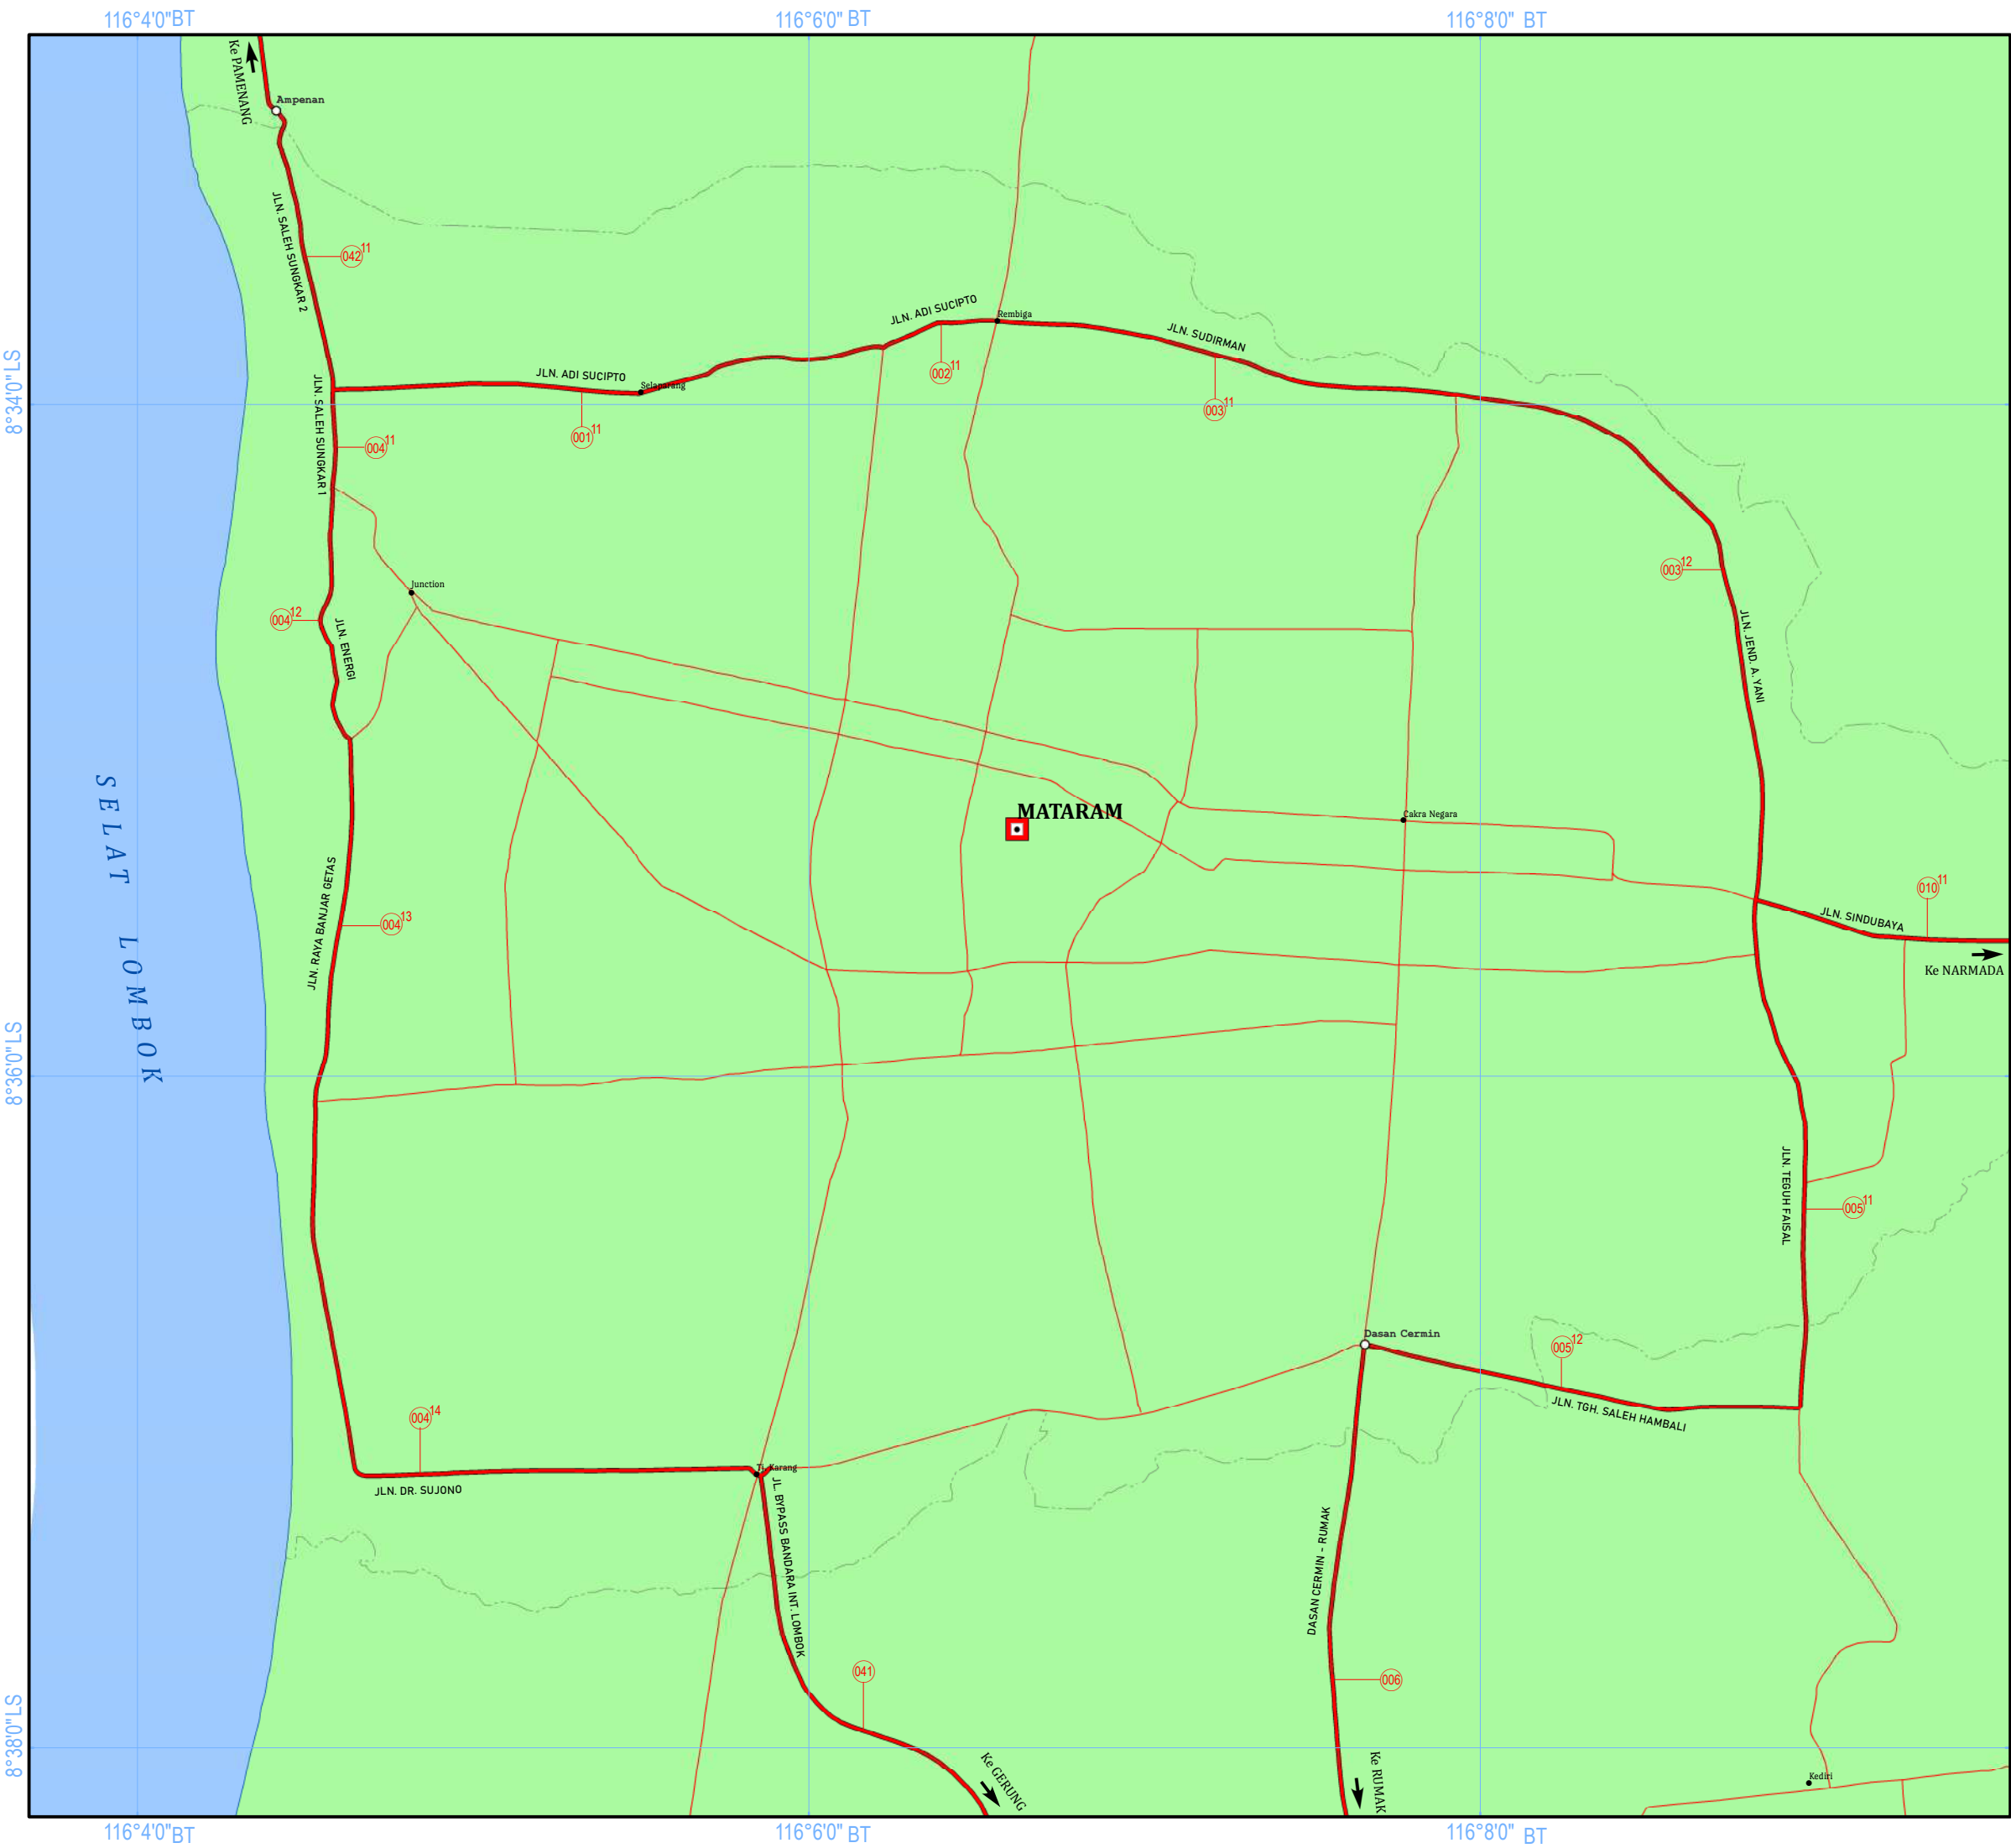 116°4'0" BT
116°6'0" BT
116°8'0" BT
Ke PAMENANG
Ampenan
JLN. SALEH SUNGKAR 2
042 11
JLN. ADI SUCIPTO
Rembiga
JLN. SUDIRMAN
8°34'0" LS
JLN. SALEH SUNGKAR 1
JLN. ADI SUCIPTO
Selaparang
002 11
003 11
001 11
004 11
003 12
Junction
004 12
JLN. ENERGI
JLN. JEND. A. YANI
SELAT LOMBOK
MATARAM
Cakra Negara
JLN. RAYA BANJAR GETAS
004 13
010 11
JLN. SINDUBAYA
Ke NARMADA
8°36'0" LS
JLN. TEGUH FAISAL
005 11
Dasan Cermin
005 12
JLN. TGH. SALEH HAMBALI
004 14
Tj. Karang
JLN. DR. SUJONO
JL. BYPASS BANDARA INT. LOMBOK
DASAN CERMIN - RUMAK
041
006
8°38'0" LS
Ke GERUNG
Ke RUMAK
Kediri
116°4'0" BT
116°6'0" BT
116°8'0" BT